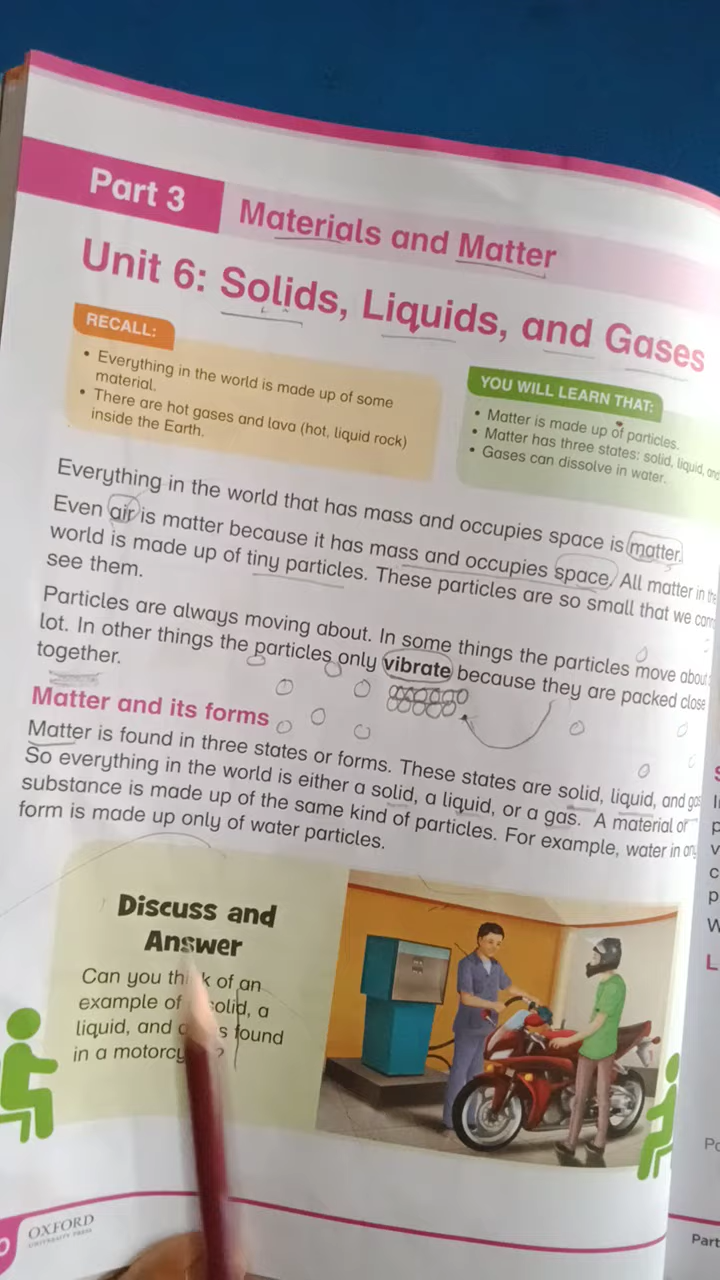 Part 3
Materials and Matter
Unit 6: Solids, Liquids, and Gases
RECALL:
• Everything in the world is made up of some
material.
• There are hot gases and lava (hot, liquid rock)
inside the Earth.
YOU WILL LEARN THAT:
• Matter is made up of particles.
• Matter has three states: solid, liquid, and
• Gases can dissolve in water.
Everything in the world that has mass and occupies space is matter.
Even air is matter because it has mass and occupies space. All matter in the
world is made up of tiny particles. These particles are so small that we
see them.
Particles are always moving about. In some things the particles move about
lot. In other things the particles only vibrate because they are packed close
together.
Matter and its forms
Matter is found in three states or forms. These states are solid, liquid, and
So everything in the world is either a solid, a liquid, or a gas. A material or
substance is made up of the same kind of particles. For example, water in
form is made up only of water particles.
Discuss and
Answer
Can you of an
example of solid, a
liquid, and found
in a
OXFORD
UNIVERSITY PRESS
Part